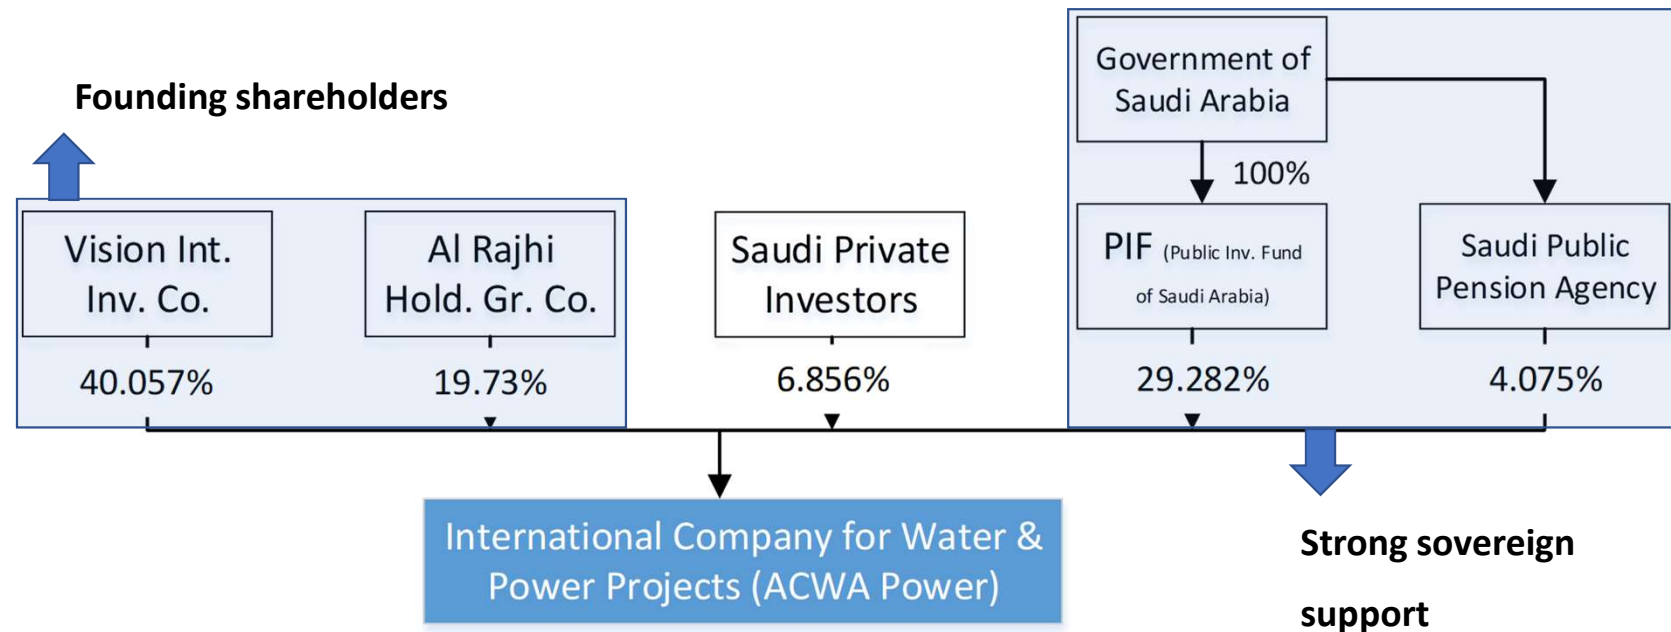 Founding shareholders
Government of
Saudi Arabia
100%
Vision Int.
Inv. Co.
40.057%
Al Rajhi
Hold. Gr. Co.
19.73%
Saudi Private
Investors
6.856%
PIF (Public Inv. Fund
of Saudi Arabia)
29.282%
Saudi Public
Pension Agency
4.075%
International Company for Water &
Power Projects (ACWA Power)
Strong sovereign
support